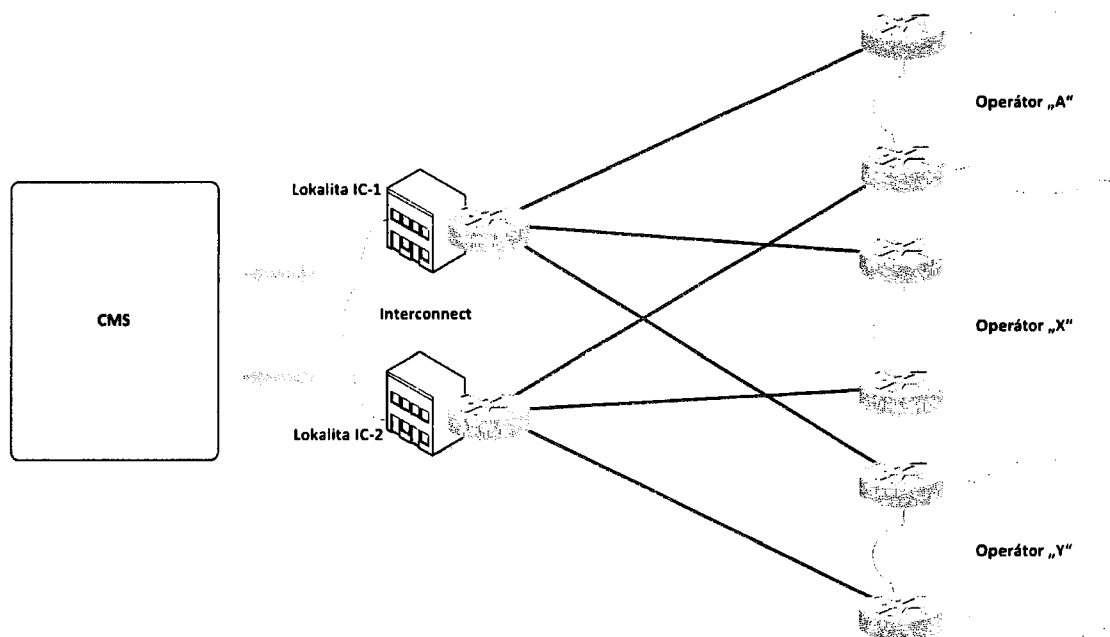 Operátor „A“
Lokalita IC-1
CMS
Interconnect
Operátor „X“
Lokalita IC-2
Operátor „Y“